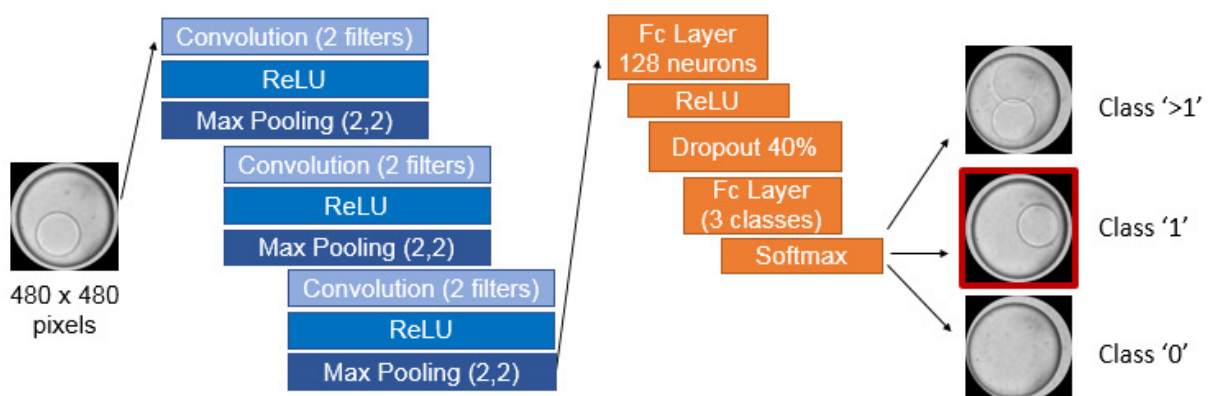 Convolution (2 filters)
ReLU
Max Pooling (2,2)
Convolution (2 filters)
ReLU
Max Pooling (2,2)
Convolution (2 filters)
ReLU
Max Pooling (2,2)
480 x 480
pixels
Fc Layer
128 neurons
ReLU
Dropout 40%
Fc Layer
(3 classes)
Softmax
Class ‘>1’
Class ‘1’
Class ‘0’